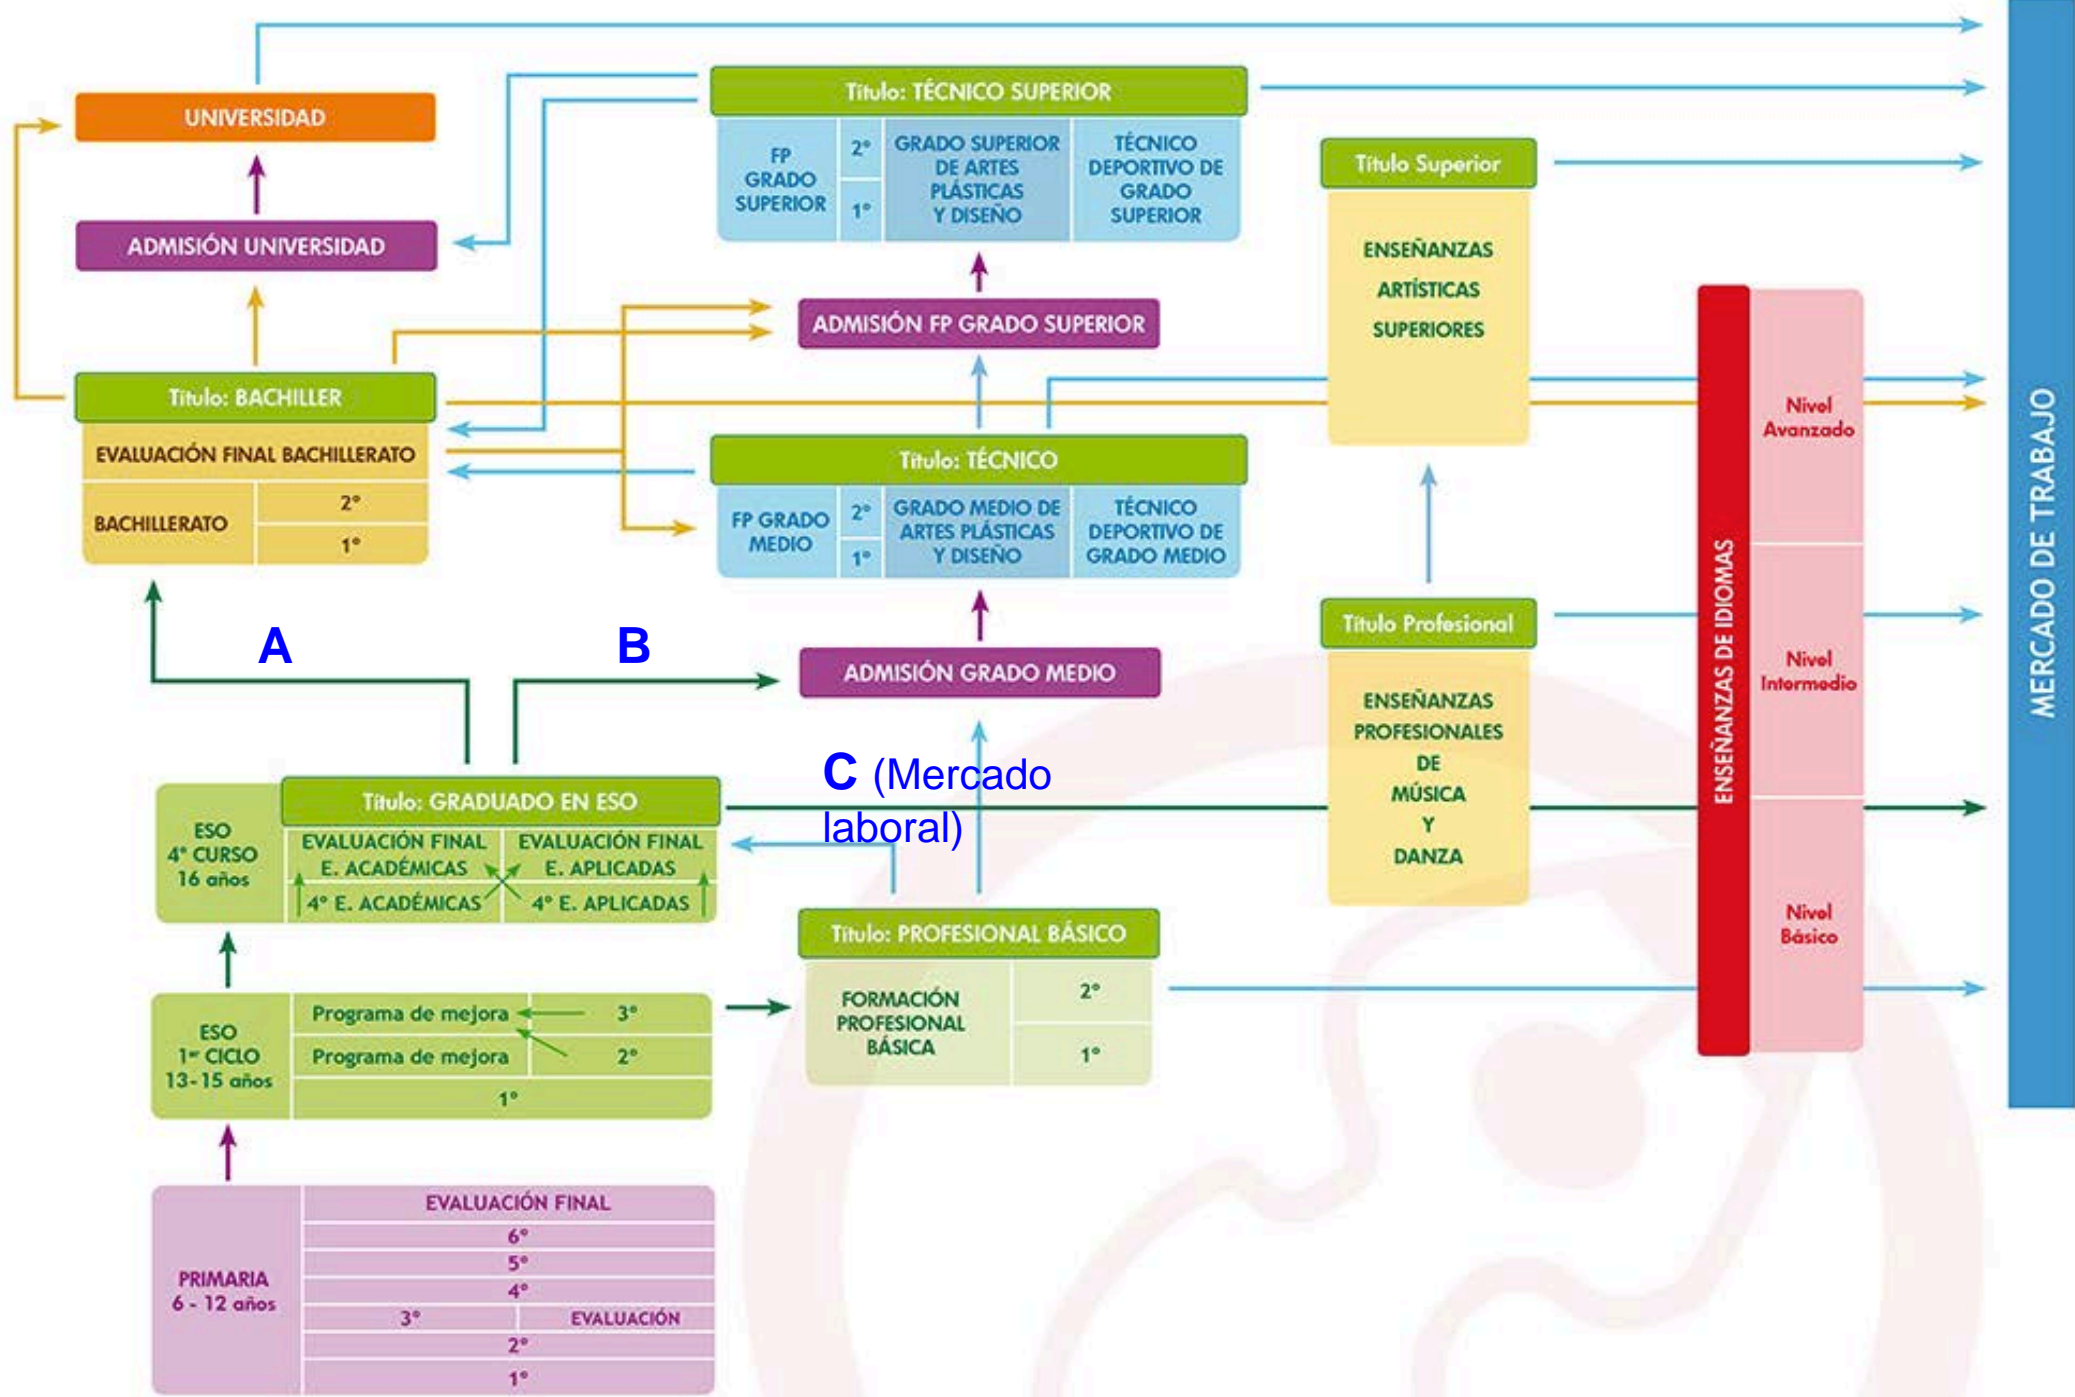 UNIVERSIDAD
ADMISIÓN UNIVERSIDAD
Título: BACHILLER
EVALUACIÓN FINAL BACHILLERATO
BACHILLERATO
2º
1º
Título: TÉCNICO SUPERIOR
FP
GRADO
SUPERIOR
2º
1º
GRADO SUPERIOR
DE ARTES
PLÁSTICAS
Y DISEÑO
TÉCNICO
DEPORTIVO DE
GRADO
SUPERIOR
ADMISIÓN FP GRADO SUPERIOR
Título: TÉCNICO
FP GRADO
MEDIO
2º
1º
GRADO MEDIO DE
ARTES PLÁSTICAS
Y DISEÑO
TÉCNICO
DEPORTIVO DE
GRADO MEDIO
A
B
ADMISIÓN GRADO MEDIO
C (Mercado
laboral)
Título Superior
ENSEÑANZAS
ARTÍSTICAS
SUPERIORES
Título Profesional
ENSEÑANZAS
PROFESIONALES
DE
MÚSICA
Y
DANZA
ENSEÑANZAS DE IDIOMAS
Nivel
Avanzado
Nivel
Intermedio
Nivel
Básico
MERCADO DE TRABAJO
ESO
4º CURSO
16 años
Título: GRADUADO EN ESO
EVALUACIÓN FINAL
E. ACADÉMICAS
EVALUACIÓN FINAL
E. APLICADAS
4º E. ACADÉMICAS
4º E. APLICADAS
Título: PROFESIONAL BÁSICO
FORMACIÓN
PROFESIONAL
BÁSICA
2º
1º
ESO
1er CICLO
13-15 años
Programa de mejora
3º
Programa de mejora
2º
1º
PRIMARIA
6 - 12 años
EVALUACIÓN FINAL
6º
5º
4º
3º
EVALUACIÓN
2º
1º